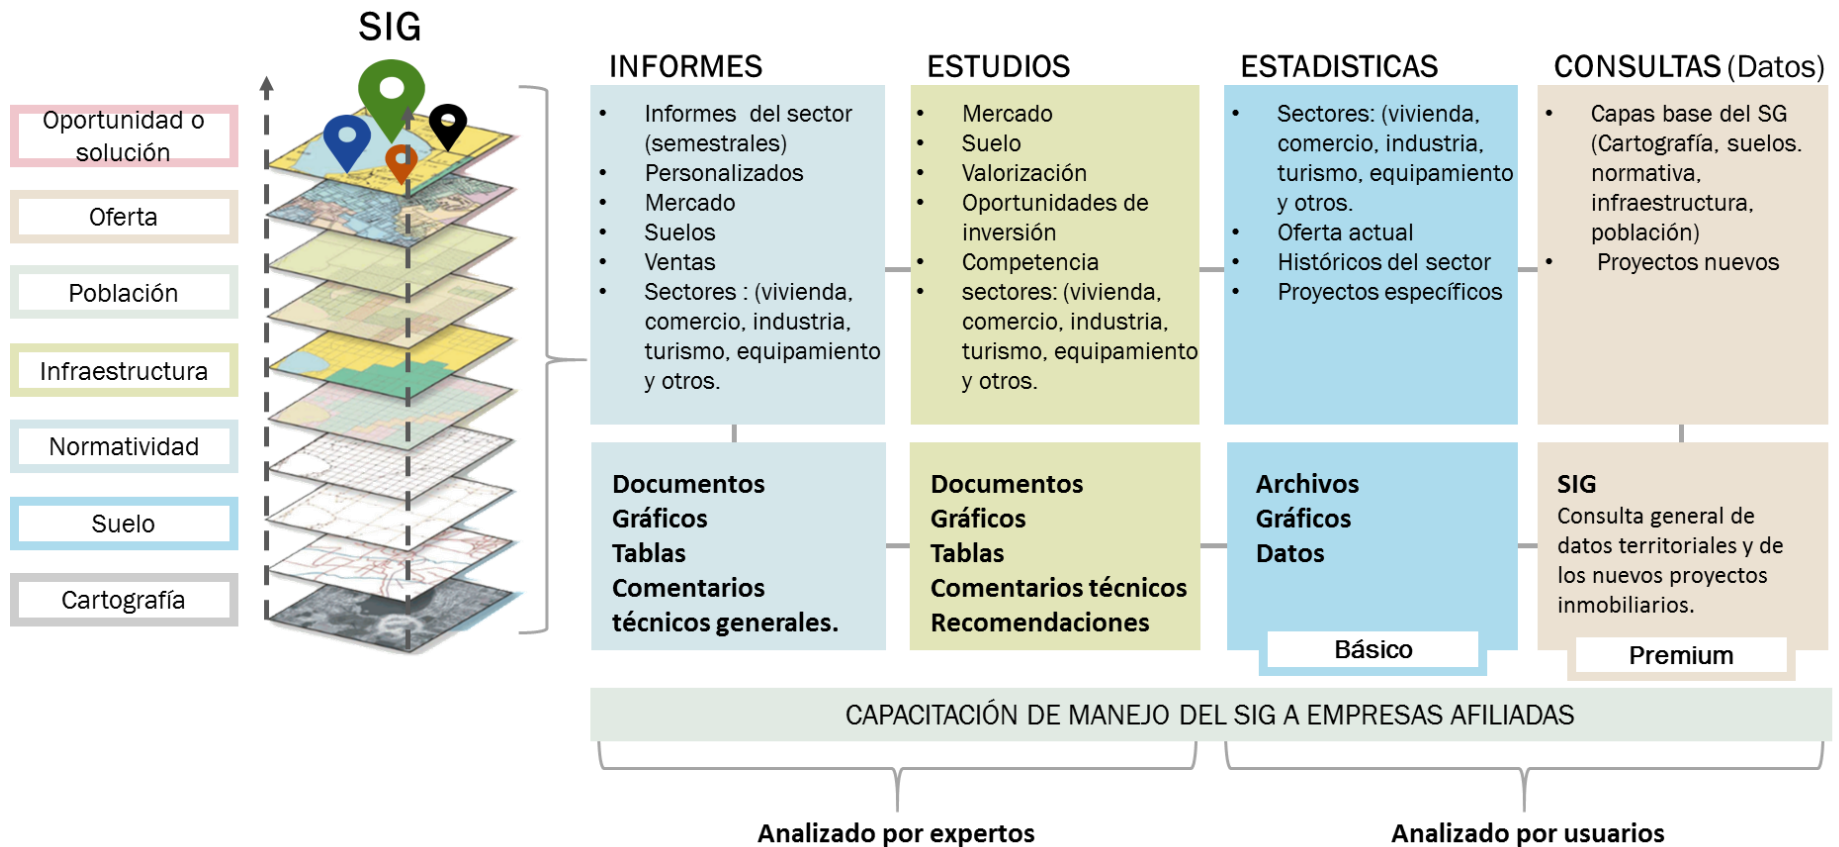 SIG
Oportunidad o
solución
Oferta
Población
Infraestructura
Normatividad
Suelo
Cartografía
INFORMES
• Informes del sector
(semestrales)
• Personalizados
• Mercado
• Suelos
• Ventas
• Sectores : (vivienda,
comercio, industria,
turismo, equipamiento
y otros.
Documentos
Gráficos
Tablas
Comentarios
técnicos generales.
ESTUDIOS
• Mercado
• Suelo
• Valorización
• Oportunidades de
inversión
• Competencia
• sectores: (vivienda,
comercio, industria,
turismo, equipamiento
y otros.
Documentos
Gráficos
Tablas
Comentarios técnicos
Recomendaciones
ESTADISTICAS
• Sectores: (vivienda,
comercio, industria,
turismo, equipamiento
y otros.
• Oferta actual
• Históricos del sector
• Proyectos específicos
Archivos
Gráficos
Datos
Básico
CONSULTAS (Datos)
• Capas base del SG
(Cartografía, suelos.
normativa,
infraestructura,
población)
• Proyectos nuevos
SIG
Consulta general de
datos territoriales y de
los nuevos proyectos
inmobiliarios.
Premium
CAPACITACIÓN DE MANEJO DEL SIG A EMPRESAS AFILIADAS
Analizado por expertos
Analizado por usuarios